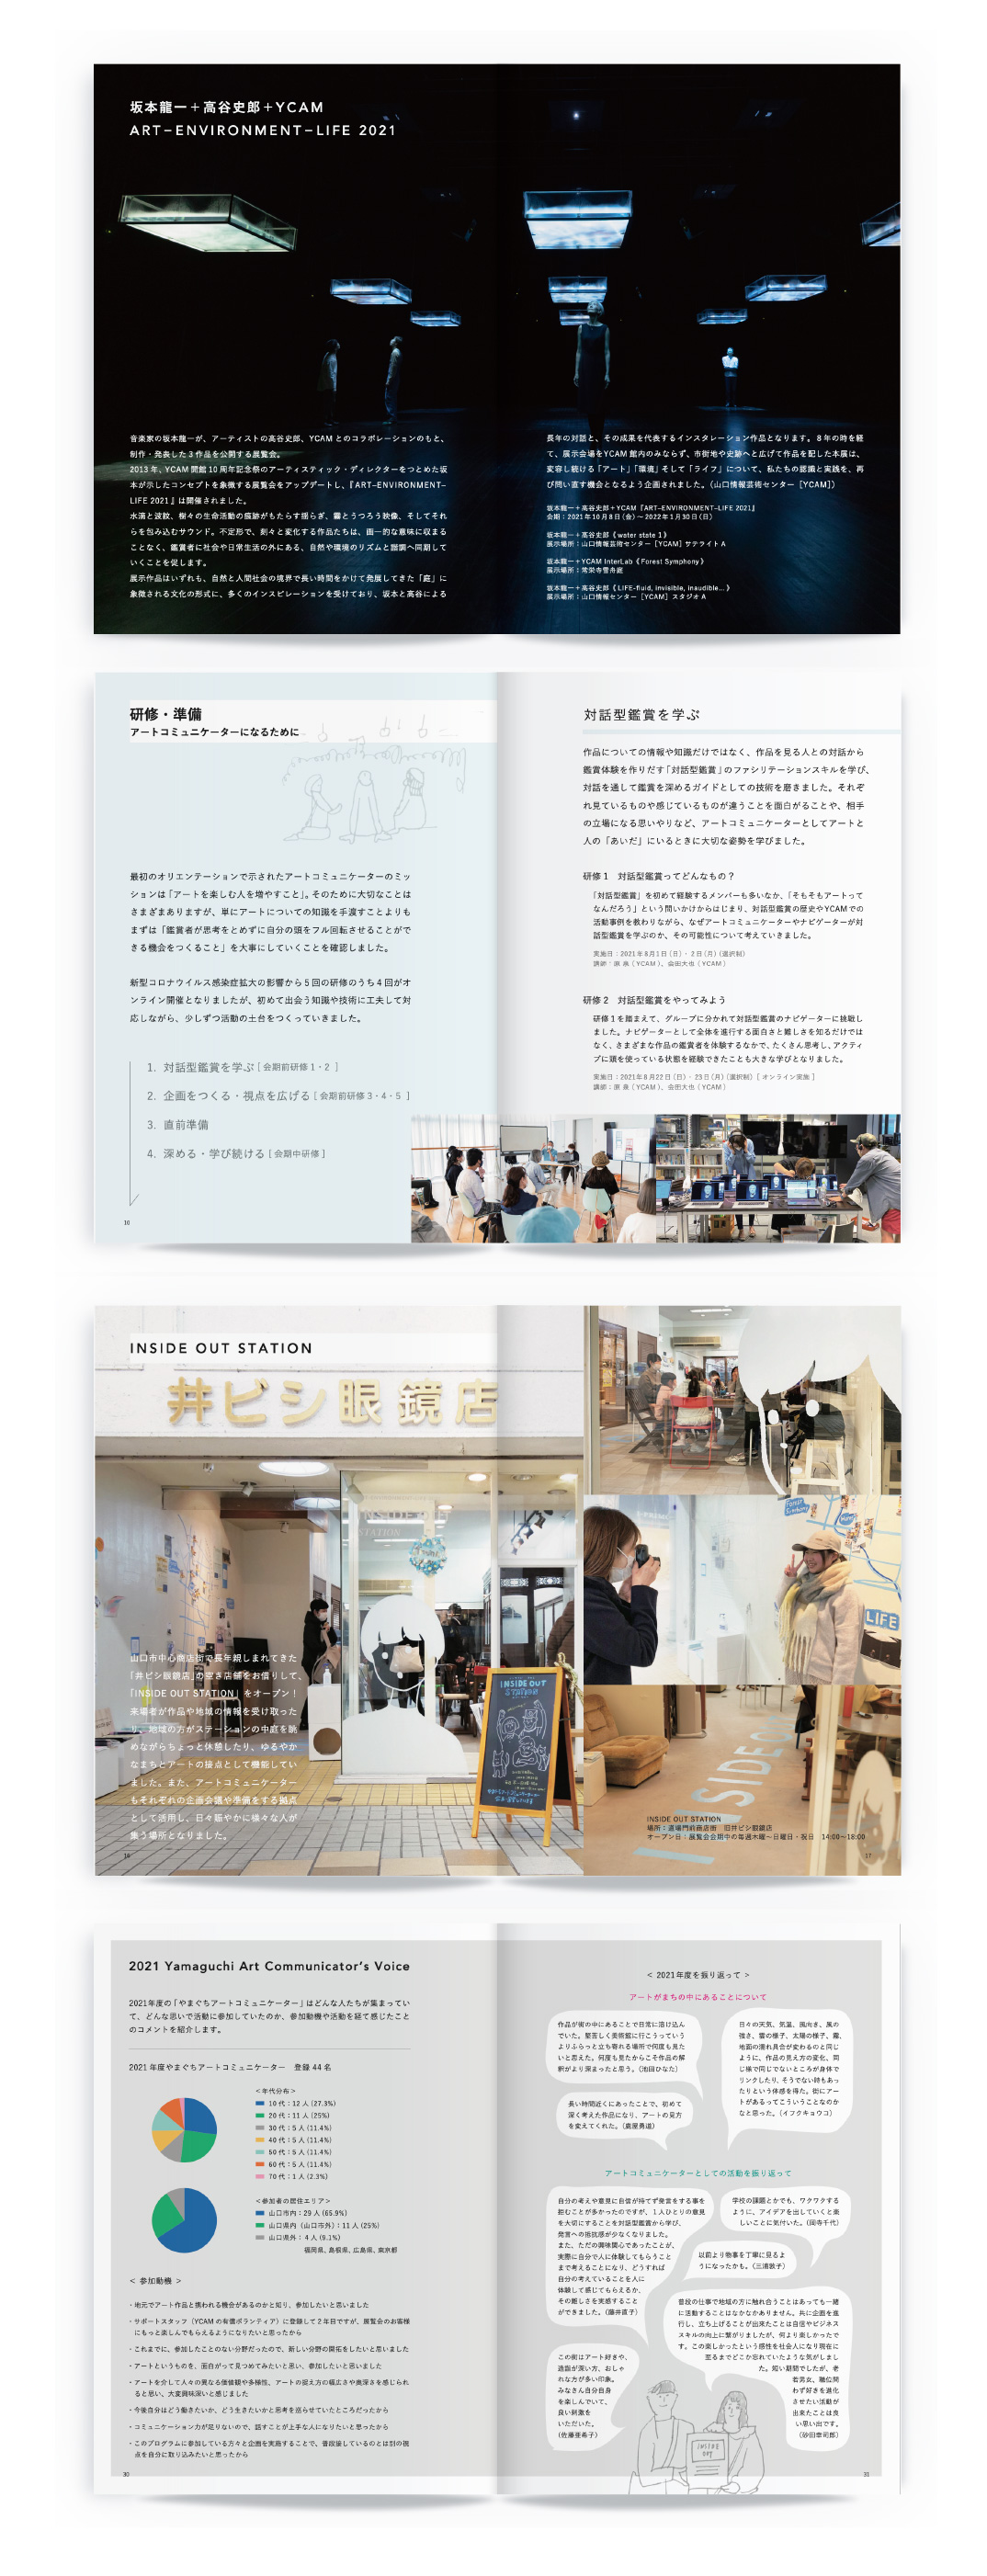 坂本龍一＋高谷史郎＋YCAM
ART–ENVIRONMENT–LIFE 2021
音楽家の坂本龍一が、アーティストの高谷史郎、YCAM とのコラボレーションのもと、
制作・発表した3作品を公開する展覧会。
2013年、YCAM 開館10周年記念祭のアーティスティック・ディレクターをつとめた坂
本が示したコンセプトを象徴する展覧会をアップデートし、『ART–ENVIRONMENT–
LIFE 2021』は開催されました。
水滴と波紋、樹々の生命活動の痕跡がもたらす揺らぎ、霧とうつろう映像、そしてそれ
らを包み込むサウンド。不定形で、刻々と変化する作品たちは、画一的な意味に収まる
ことなく、鑑賞者に社会や日常生活の外にある、自然や環境のリズムと諧調へ同期して
いくことを促します。
展示作品はいずれも、自然と人間社会の境界で長い時間をかけて発展してきた「庭」に
象徴される文化の形式に、多くのインスピレーションを受けており、坂本と高谷による
長年の対話と、その成果を代表するインスタレーション作品となります。8年の時を経
て、展示会場をYCAM 館内のみならず、市街地や史跡へと広げて作品を配した本展は、
変容し続ける「アート」「環境」そして「ライフ」について、私たちの認識と実践を、再
び問い直す機会となるよう企画されました。（山口情報芸術センター［YCAM］）
坂本龍一＋高谷史郎＋YCAM『ART–ENVIRONMENT–LIFE 2021』
会期：2021年10月8日（金）〜2022年1月30日（日）
坂本龍一＋高谷史郎《water state 1》
展示場所：山口情報芸術センター［YCAM］サテライトA
坂本龍一＋YCAM InterLab《Forest Symphony》
展示場所：常栄寺雪舟庭
坂本龍一＋高谷史郎《LIFE–fluid, invisible, inaudible...》
展示場所：山口情報芸術センター［YCAM］スタジオA
研修・準備
アートコミュニケーターになるために
最初のオリエンテーションで示されたアートコミュニケーターのミッ
ションは「アートを楽しむ人を増やすこと」。そのために大切なことは
さまざまありますが、単にアートについての知識を手渡すことよりも
まずは「鑑賞者が思考をとめずに自分の頭をフル回転させることがで
きる機会をつくること」を大事にしていくことを確認しました。
新型コロナウイルス感染症拡大の影響から5回の研修のうち4回がオ
ンライン開催となりましたが、初めて出会う知識や技術に工夫して対
応しながら、少しずつ活動の土台をつくっていきました。
1. 対話型鑑賞を学ぶ［会期前研修1・2］
2. 企画をつくる・視点を広げる［会期前研修3・4・5］
3. 直前準備
4. 深める・学び続ける［会期中研修］
10
対話型鑑賞を学ぶ
作品についての情報や知識だけではなく、作品を見る人との対話から
鑑賞体験を作りだす「対話型鑑賞」のファシリテーションスキルを学び、
対話を通して鑑賞を深めるガイドとしての技術を磨きました。それぞ
れ見ているものや感じているものが違うことを面白がることや、相手
の立場になる思いやりなど、アートコミュニケーターとしてアートと
人の「あいだ」にいるときに大切な姿勢を学びました。
研修1　対話型鑑賞ってどんなもの？
「対話型鑑賞」を初めて経験するメンバーも多いなか、「そもそもアートって
なんだろう」という問いかけからはじまり、対話型鑑賞の歴史やYCAMでの
活動事例を教わりながら、なぜアートコミュニケーターやナビゲーターが対
話型鑑賞を学ぶのか、その可能性について考えていきました。
実施日：2021年8月1日（日）・2日（月）（選択制）
講師：原 泉（YCAM）、会田大也（YCAM）
研修2　対話型鑑賞をやってみよう
研修1を踏まえて、グループに分かれて対話型鑑賞のナビゲーターに挑戦し
ました。ナビゲーターとして全体を進行する面白さと難しさを知るだけでは
なく、さまざまな作品の鑑賞者を体験するなかで、たくさん思考し、アクティ
ブに頭を使っている状態を経験できたことも大きな学びとなりました。
実施日：2021年8月22日（日）・23日（月）（選択制）［オンライン実施］
講師：原 泉（YCAM）、会田大也（YCAM）
INSIDE OUT STATION
井ビシ眼鏡店
INSIDE OUT
STATION
LIFE
INSIDE OUT
STATION
山口市中心商店街で長年親しまれてきた
「井ビシ眼鏡店」の空き店舗をお借りして、
「INSIDE OUT STATION」をオープン！
来場者が作品や地域の情報を受け取った
り、地域の方がステーションの中庭を眺
めながらちょっと休憩したり、ゆるやか
なまちとアートの接点として機能してい
ました。また、アートコミュニケーター
もそれぞれの企画会議や準備をする拠点
として活用し、日々賑やかに様々な人が
集う場所となりました。
16
INSIDE OUT STATION
場所：道場門前商店街　旧井ビシ眼鏡店
オープン日：展覧会会期中の毎週木曜〜日曜日・祝日　14:00〜18:00
17
2021 Yamaguchi Art Communicator's Voice
2021年度の「やまぐちアートコミュニケーター」はどんな人たちが集まってい
て、どんな思いで活動に参加していたのか、参加動機や活動を経て感じたこと
のコメントを紹介します。
2021年度やまぐちアートコミュニケーター　登録44名
＜年代分布＞
10代：12人（27.3%）
20代：11人（25%）
30代：5人（11.4%）
40代：5人（11.4%）
50代：5人（11.4%）
60代：5人（11.4%）
70代：1人（2.3%）
＜参加者の居住エリア＞
山口市内：29人（65.9%）
山口県内（山口市外）：11人（25%）
山口県外：4人（9.1%）
福岡県、島根県、広島県、東京都
＜ 参加動機 ＞
・地元でアート作品と携われる機会があるのかと知り、参加したいと思いました
・サポートスタッフ（YCAMの有償ボランティア）に登録して2年目ですが、展覧会のお客様
にもっと楽しんでもらえるようになりたいと思ったから
・これまでに、参加したことのない分野だったので、新しい分野の開拓をしたいと思いました
・アートというものを、面白がって見つめてみたいと思い、参加したいと思いました
・アートを介して人々の異なる価値観や多様性、アートの捉え方の幅広さや奥深さを感じられ
ると思い、大変興味深いと感じました
・今後自分はどう働きたいか、どう生きたいかと思考を巡らせていたところだったから
・コミュニケーション力が足りないので、話すことが上手な人になりたいと思ったから
・このプログラムに参加している方々と企画を実施することで、普段接しているのとは別の視
点を自分に取り込みたいと思ったから
30
＜ 2021年度を振り返って ＞
アートがまちの中にあることについて
作品が街の中にあることで日常に溶け込ん
でいた。堅苦しく美術館に行こうっていう
よりふらっと立ち寄れる場所で何度も見た
いと思えた。何度も見たからこそ作品の解
釈がより深まったと思う。（池田ひなた）
日々の天気、気温、風向き、風の
強さ、雲の様子、太陽の様子、霧、
地面の濡れ具合が変わるのと同じ
ように、作品の見え方の変化、同
じ様で同じでないところが身体で
リンクしたり、そうでない時もあっ
たりという体感を得た。街にアー
トがあるってこういうことなのか
なと思った。（イフクキョウコ）
長い時間近くにあったことで、初めて
深く考えた作品になり、アートの見方
を変えてくれた。（廣屋勇道）
アートコミュニケーターとしての活動を振り返って
自分の考えや意見に自信が持てず発言をする事を
拒むことが多かったのですが、1人ひとりの意見
を大切にすることを対話型鑑賞から学び、
発言への抵抗感が少なくなりました。
また、ただの興味関心であったことが、
実際に自分で人に体験してもらうこと
まで考えることになり、どうすれば
自分の考えていることを人に
体験して感じてもらえるか、
その難しさを実感すること
ができました。（藤井直子）
学校の課題とかでも、ワクワクする
ように、アイデアを出していくと楽
しいことに気付いた。（岡寺千代）
以前より物事を丁寧に見るよ
うになったかも。（三浦敦子）
普段の仕事で地域の方に触れ合うことはあっても一緒
に活動することはなかなかありません。共に企画を進
行し、立ち上げることが出来たことは自信やビジネス
スキルの向上に繋がりましたが、何より楽しかったで
す。この楽しかったという感性を社会人になり現在に
至るまでどこか忘れていたような気がしまし
た。短い期間でしたが、老
若男女、職位問
わず好きを進化
させたい活動が
出来たことは良
い思い出です。
（砂田幸司郎）
この街はアート好きや、
造詣が深い方、おしゃ
れな方が多い印象。
みなさん自分自身
を楽しんでいて、
良い刺激を
いただいた。
（佐藤亜希子）
INSIDE
OUT
31